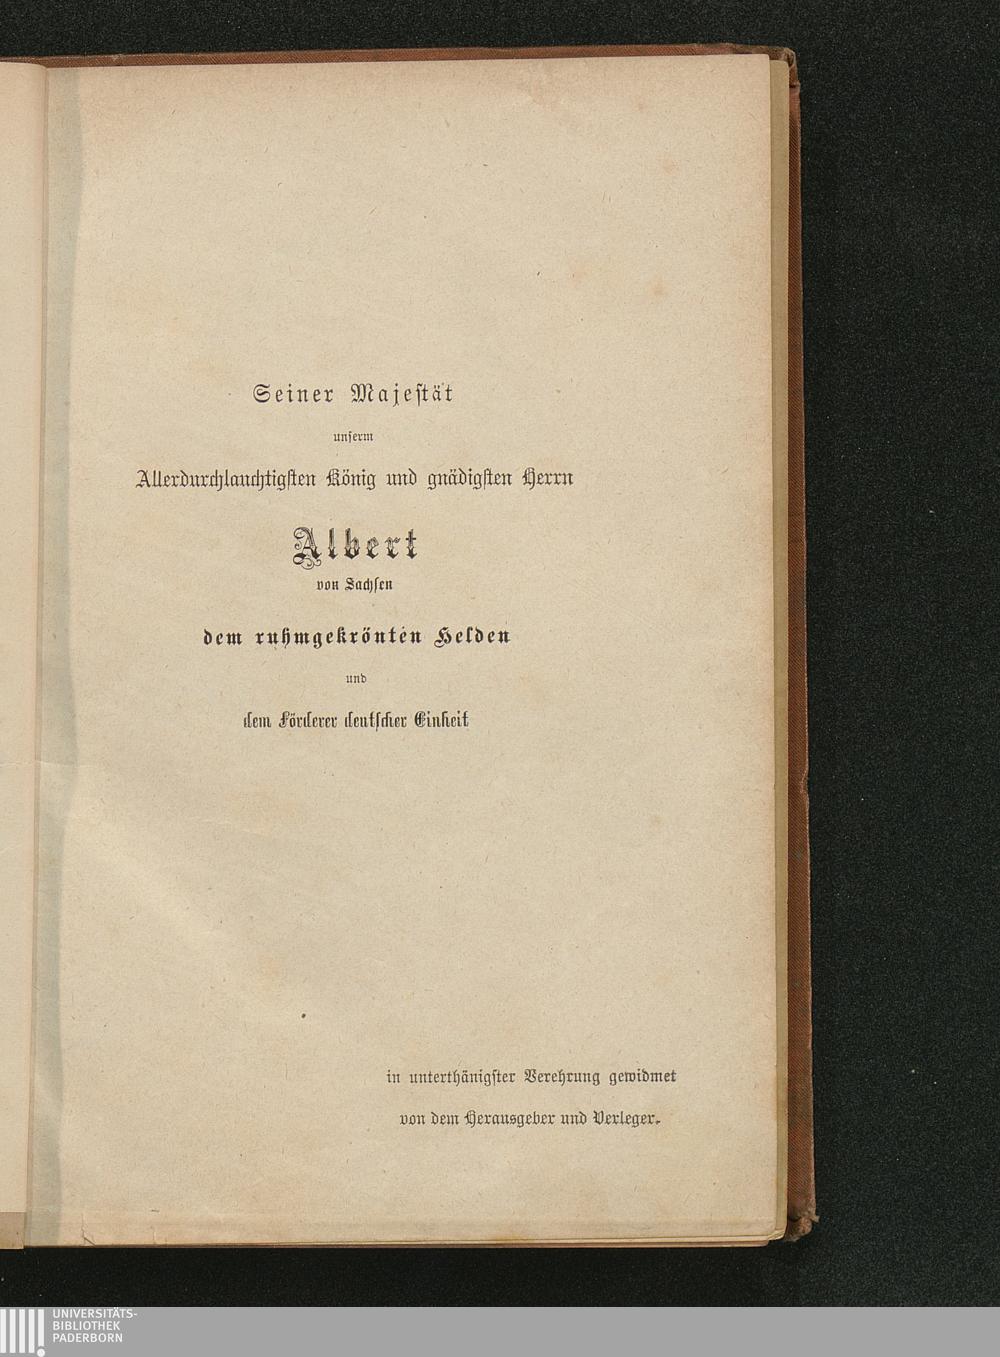 Seiner Majeſtät
unſerm
Allerdurchlauchtigſten König und gnädigſten Herrn
Albert
von Sachſen
dem ruhmgekrönten Helden
und
dem Förderer deutſcher Einheit
in unterthänigſter Verehrung gewidmet
von dem Herausgeber und Verleger.
UNIVERSITÄTS-
BIBLIOTHEK
PADERBORN